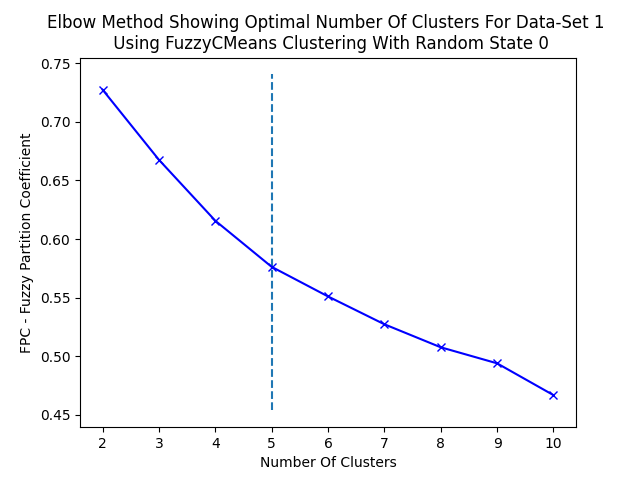 Elbow Method Showing Optimal Number Of Clusters For Data-Set 1
Using FuzzyCMeans Clustering With Random State 0
0.75
0.70
0.65
0.60
0.55
0.50
0.45
FPC - Fuzzy Partition Coefficient
2 3 4 5 6 7 8 9 10
Number Of Clusters